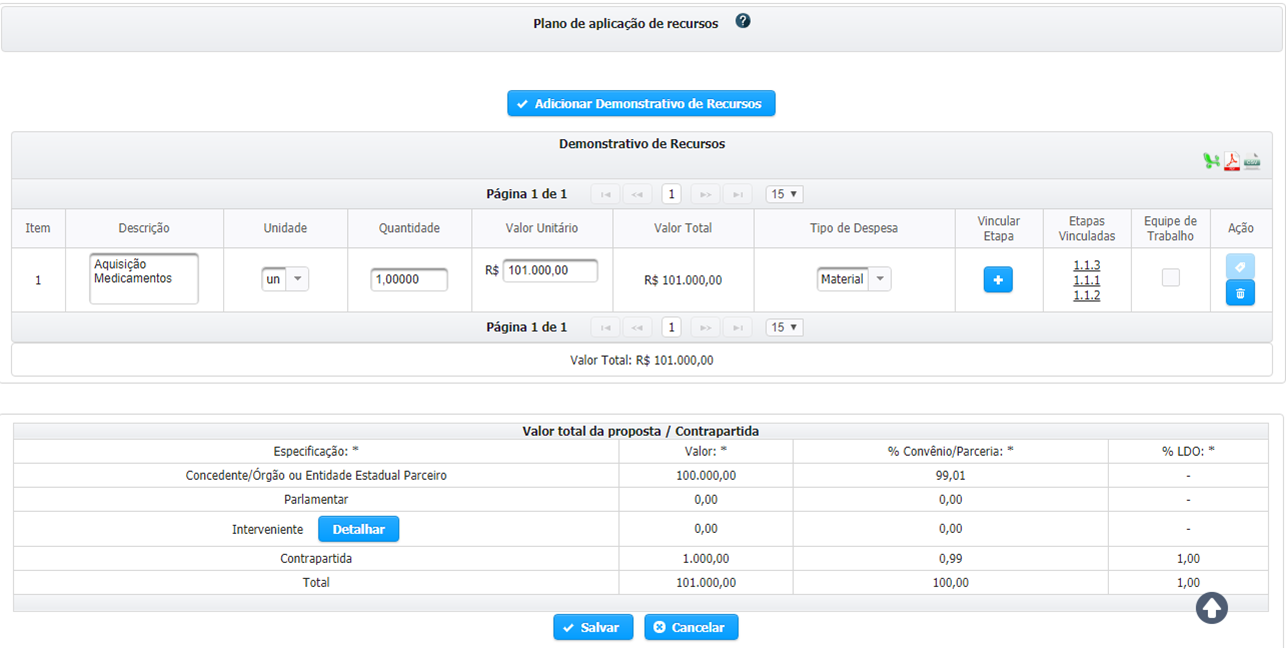 Plano de aplicação de recursos ?
Adicionar Demonstrativo de Recursos
Demonstrativo de Recursos
Página 1 de 1 1 15
Item Descrição Unidade Quantidade Valor Unitário Valor Total Tipo de Despesa Vincular Etapa Etapas Vinculadas Equipe de Trabalho Ação
1 Aquisição Medicamentos un 1,00000 R$ 101.000,00 R$ 101.000,00 Material 1.1.3 1.1.1 1.1.2
Página 1 de 1 1 15
Valor Total: R$ 101.000,00
Valor total da proposta / Contrapartida
Especificação: * Valor: * % Convênio/Parceria: * % LDO: *
Concedente/Órgão ou Entidade Estadual Parceiro 100.000,00 99,01 -
Parlamentar 0,00 0,00 -
Interveniente Detalhar 0,00 0,00 -
Contrapartida 1.000,00 0,99 1,00
Total 101.000,00 100,00 1,00
Salvar Cancelar